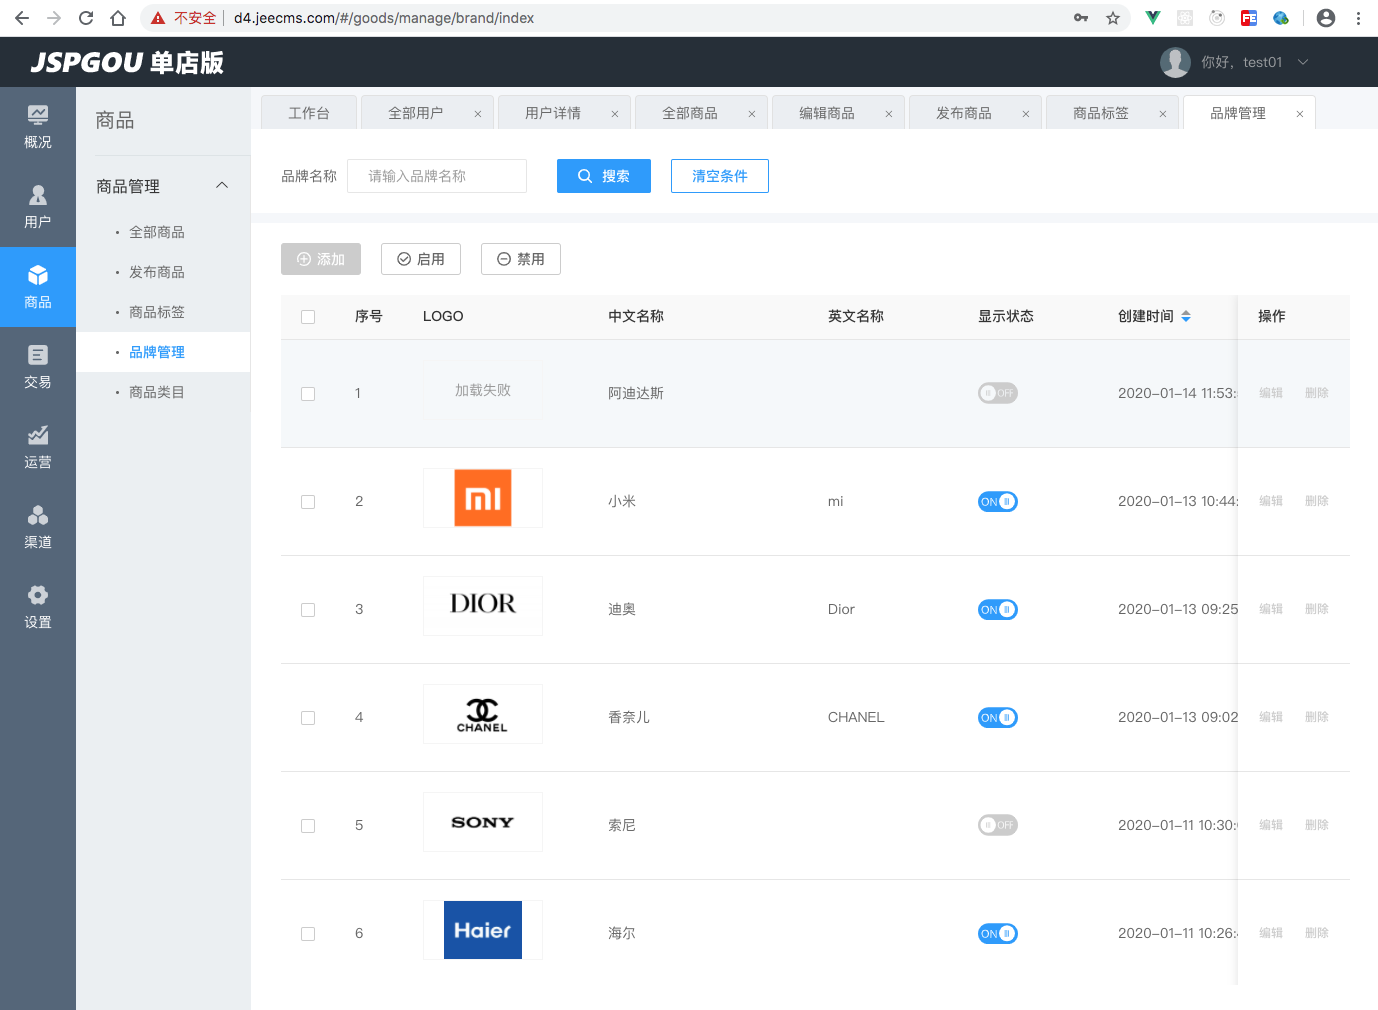 不安全 d4.jeecms.com/#/goods/manage/brand/index
JSPGOU 单店版
你好，test01
概况
用户
商品
交易
运营
渠道
设置
商品
商品管理
全部商品
发布商品
商品标签
品牌管理
商品类目
工作台 全部用户 用户详情 全部商品 编辑商品 发布商品 商品标签 品牌管理
品牌名称 请输入品牌名称 搜索 清空条件
添加 启用 禁用
序号 LOGO 中文名称 英文名称 显示状态 创建时间 操作
1 加载失败 阿迪达斯 OFF 2020-01-14 11:53: 编辑 删除
2 mi 小米 mi ON 2020-01-13 10:44: 编辑 删除
3 DIOR 迪奥 Dior ON 2020-01-13 09:25 编辑 删除
4 CHANEL 香奈儿 CHANEL ON 2020-01-13 09:02 编辑 删除
5 SONY 索尼 OFF 2020-01-11 10:30: 编辑 删除
6 Haier 海尔 ON 2020-01-11 10:26: 编辑 删除